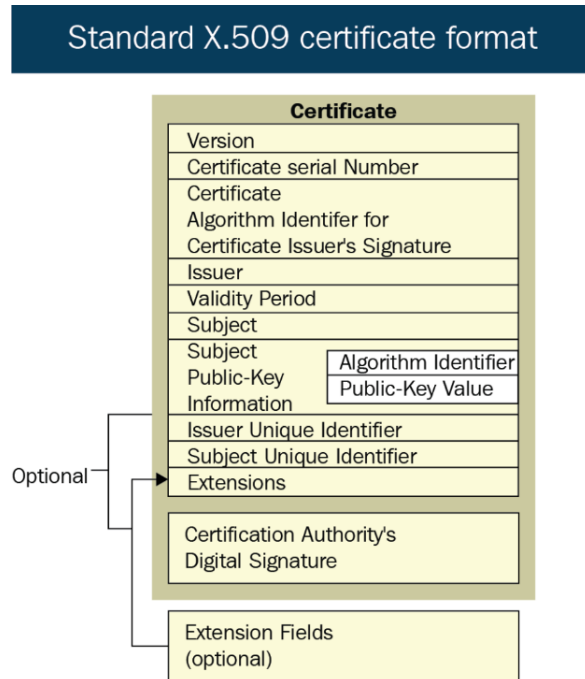 Standard X.509 certificate format
Certificate
Version
Certificate serial Number
Certificate
Algorithm Identifer for
Certificate Issuer's Signature
Issuer
Validity Period
Subject
Subject
Public-Key
Information
Algorithm Identifier
Public-Key Value
Issuer Unique Identifier
Subject Unique Identifier
Optional
Extensions
Certification Authority's
Digital Signature
Extension Fields
(optional)